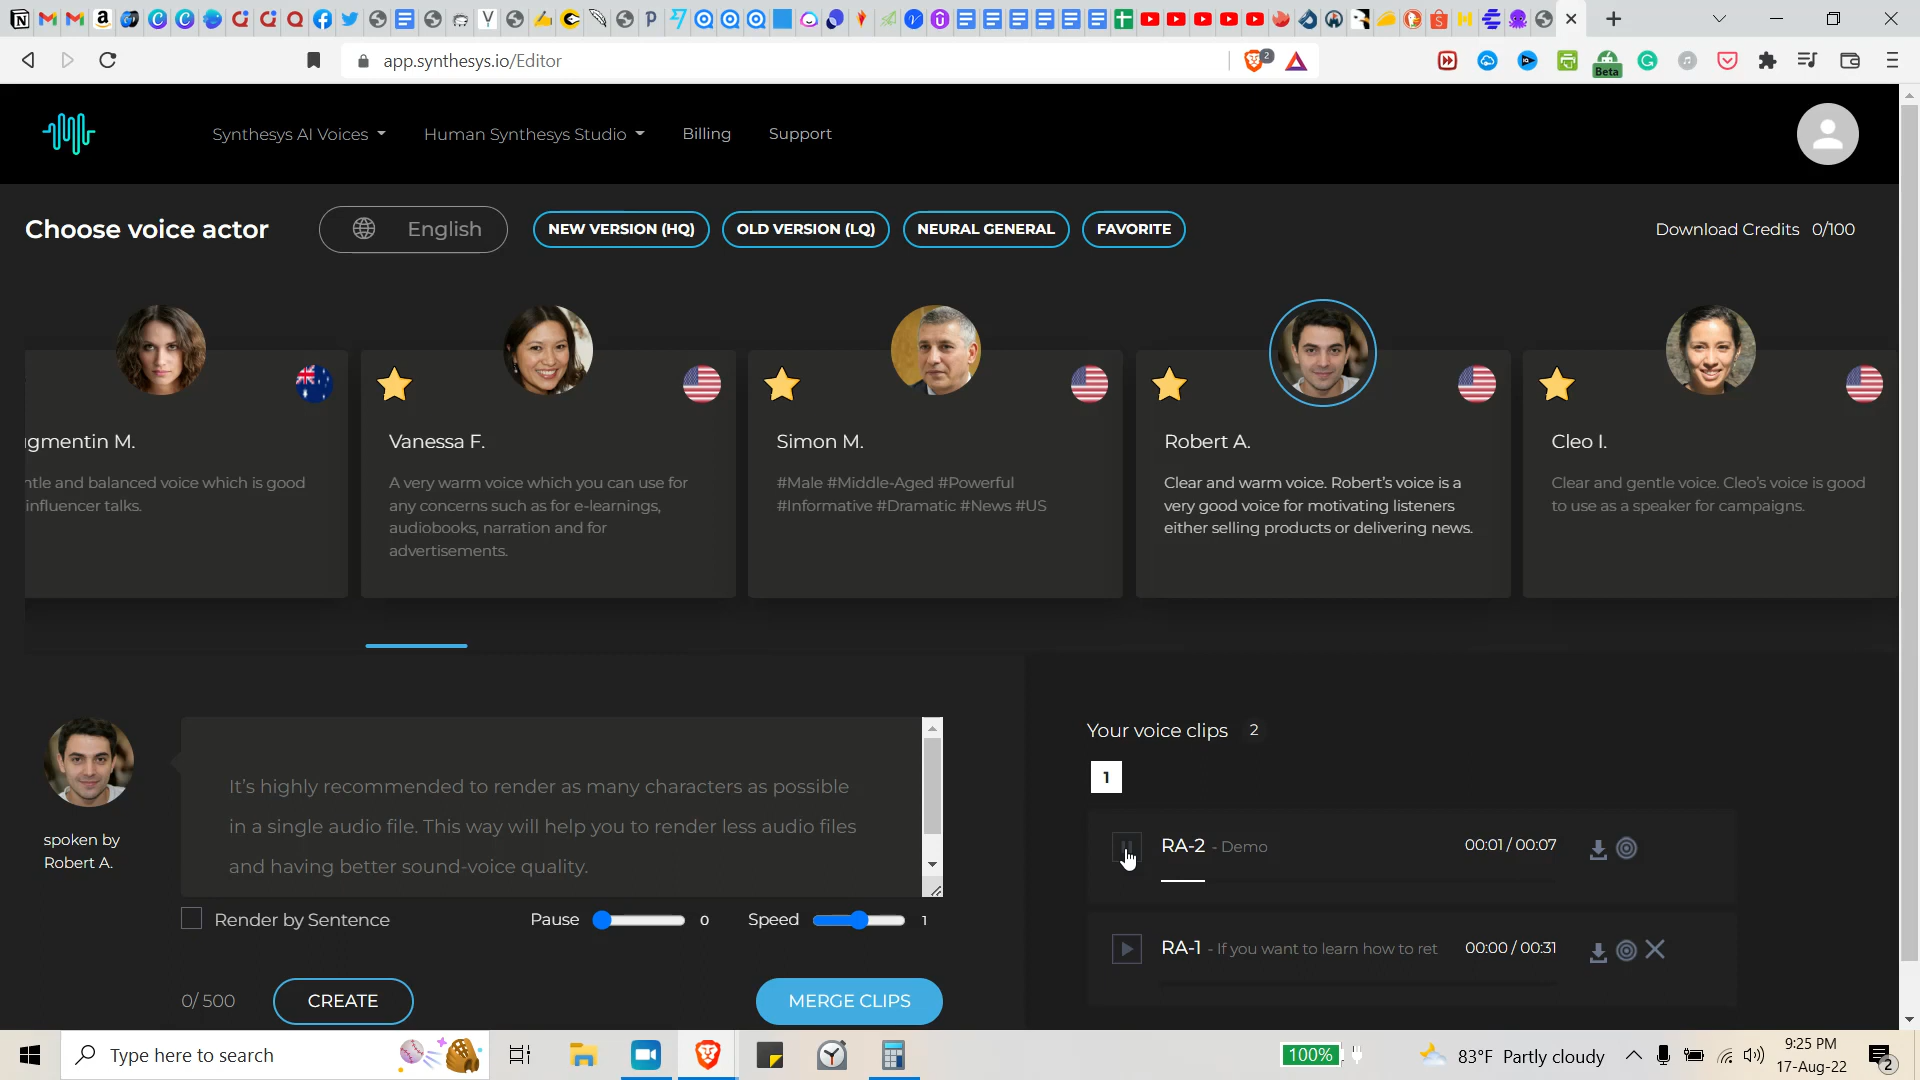 app.synthesys.io/Editor
2
Beta
Synthesys AI Voices
Human Synthesys Studio
Billing
Support
Choose voice actor
English
NEW VERSION (HQ)
OLD VERSION (LQ)
NEURAL GENERAL
FAVORITE
Download Credits 0/100
gmentin M.
tle and balanced voice which is good
influencer talks.
Vanessa F.
A very warm voice which you can use for
any concerns such as for e-learnings,
audiobooks, narration and for
advertisements.
Simon M.
#Male #Middle-Aged #Powerful
#Informative #Dramatic #News #US
Robert A.
Clear and warm voice. Robert's voice is a
very good voice for motivating listeners
either selling products or delivering news.
Cleo I.
Clear and gentle voice. Cleo's voice is good
to use as a speaker for campaigns.
spoken by
Robert A.
It's highly recommended to render as many characters as possible
in a single audio file. This way will help you to render less audio files
and having better sound-voice quality.
Render by Sentence
Pause 0
Speed 1
0/ 500
CREATE
MERGE CLIPS
Your voice clips 2
1
RA-2 - Demo 00:01 / 00:07
RA-1 - If you want to learn how to ret 00:00 / 00:31
Type here to search
100%
83°F Partly cloudy
9:25 PM
17-Aug-22
2